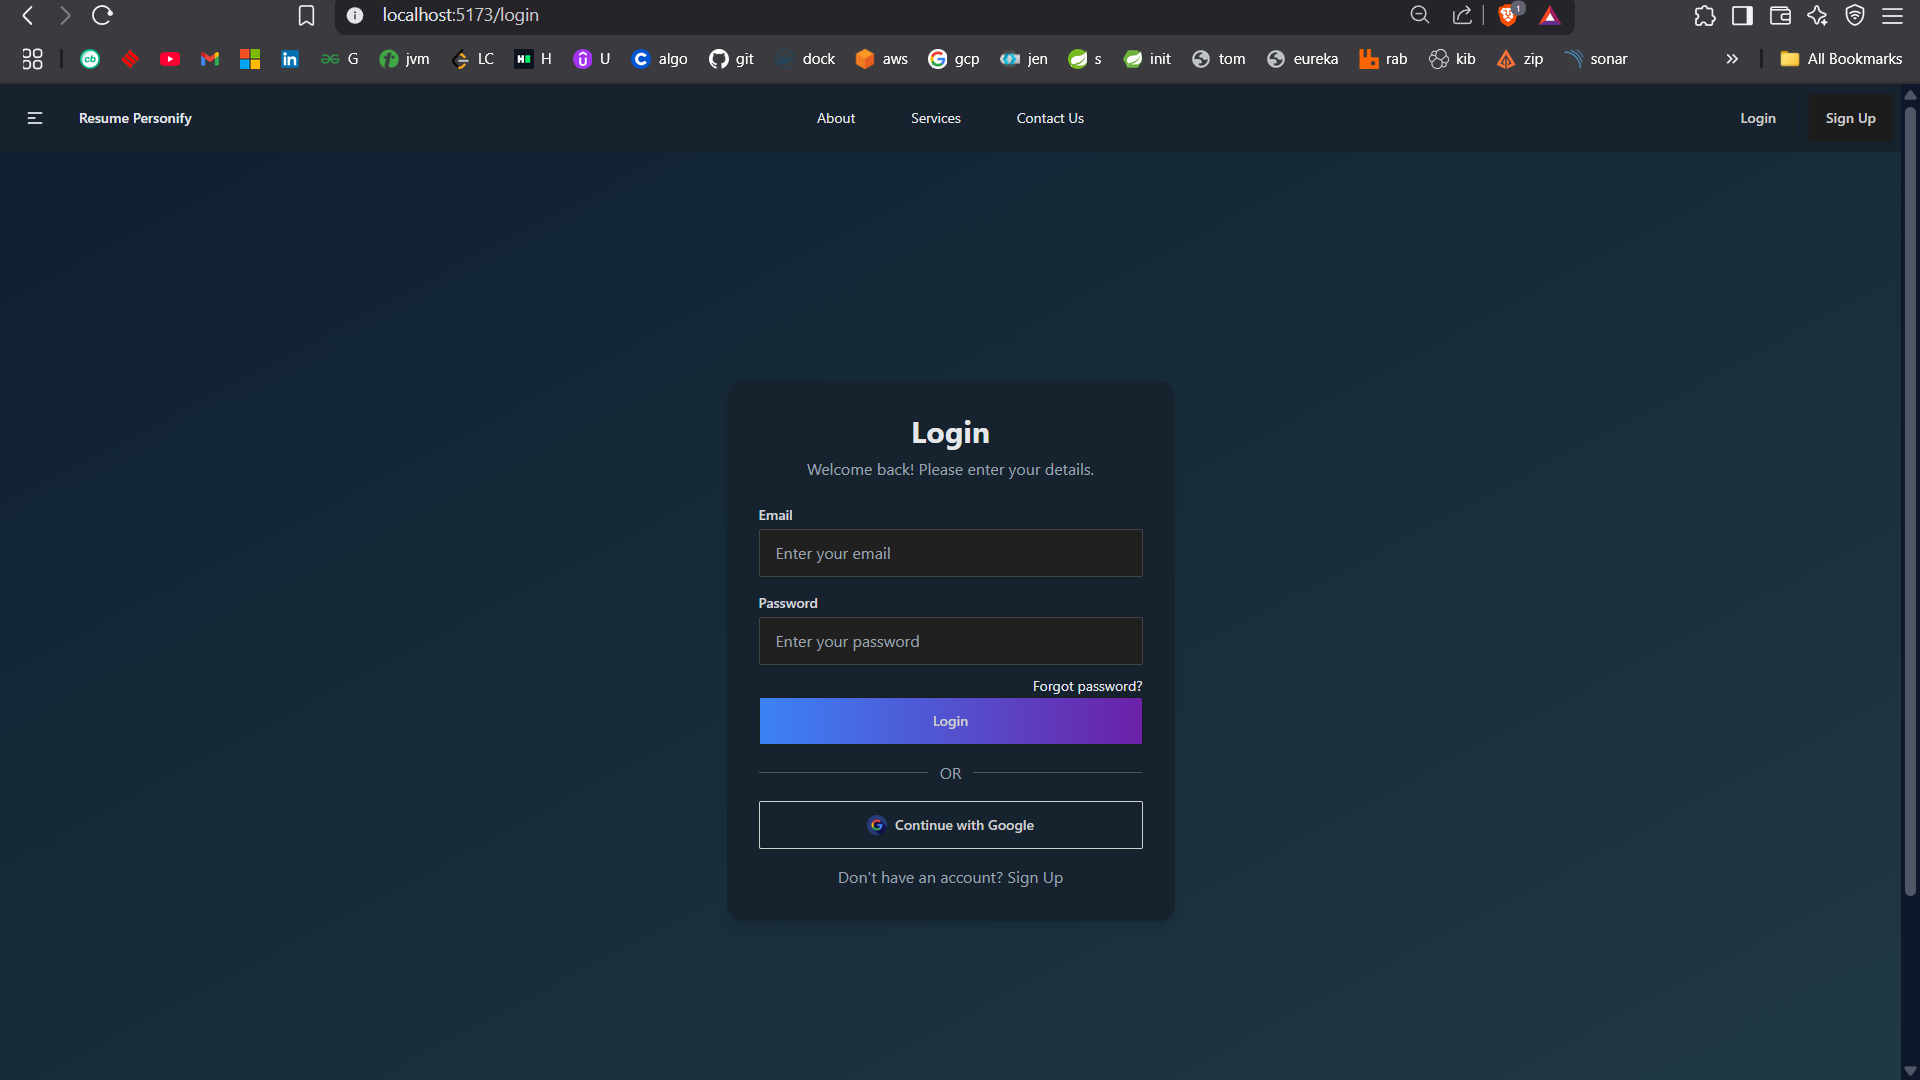 localhost:5173/login
1
cb
G
jvm
LC
H
U
algo
git
dock
aws
gcp
jen
s
init
tom
eureka
rab
kib
zip
sonar
All Bookmarks
Resume Personify
About
Services
Contact Us
Login
Sign Up
Login
Welcome back! Please enter your details.
Email
Enter your email
Password
Enter your password
Forgot password?
Login
OR
Continue with Google
Don't have an account? Sign Up